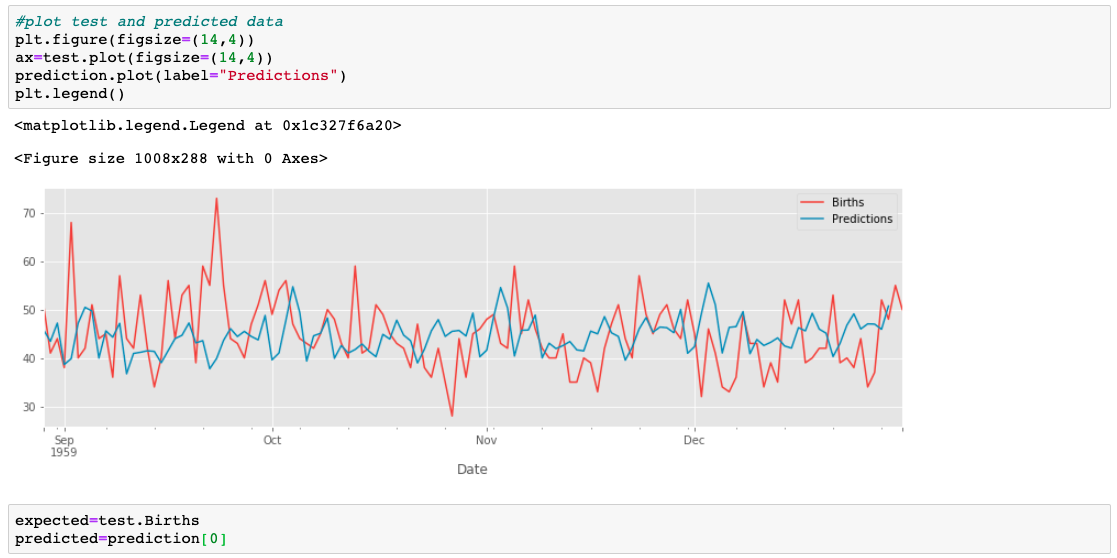 #plot test and predicted data
plt.figure(figsize=(14,4))
ax=test.plot(figsize=(14,4))
prediction.plot(label="Predictions")
plt.legend()
<matplotlib.legend.Legend at 0x1c327f6a20>
<Figure size 1008x288 with 0 Axes>
Births
Predictions
70
60
50
40
30
Sep
1959
Oct
Nov
Dec
Date
expected=test.Births
predicted=prediction[0]